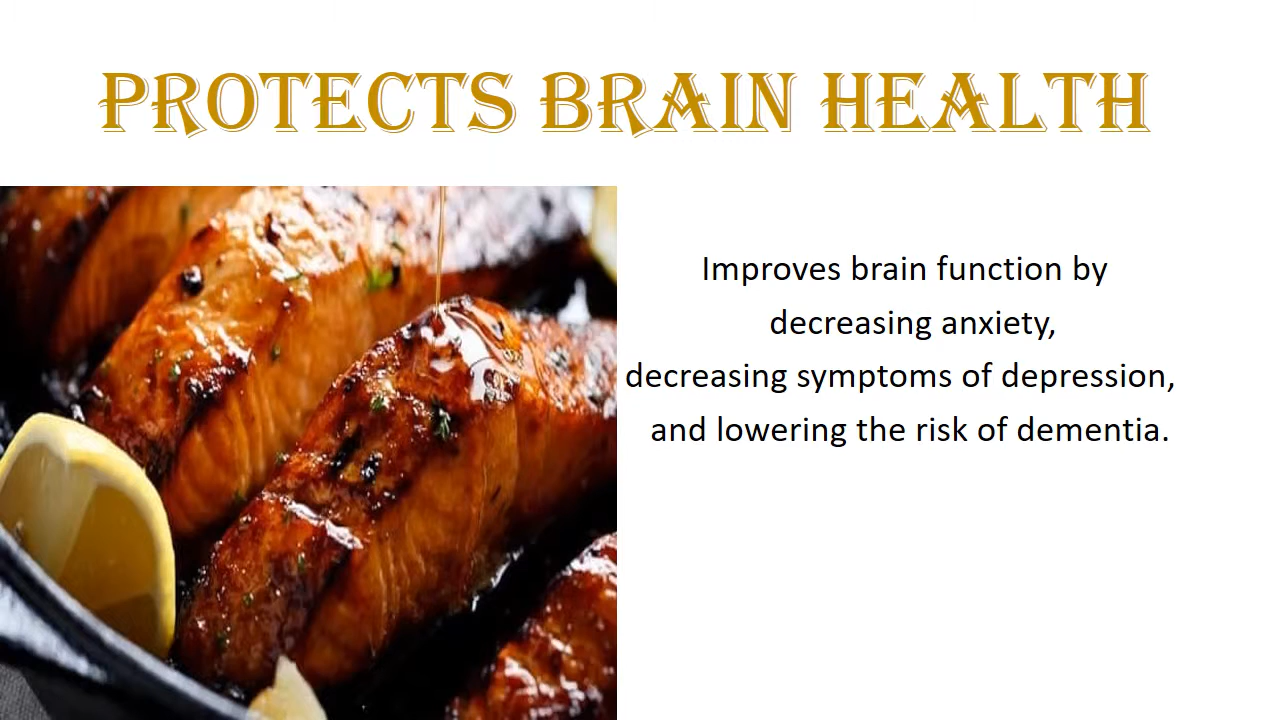 PROTECTS BRAIN HEALTH
Improves brain function by
decreasing anxiety,
decreasing symptoms of depression,
and lowering the risk of dementia.